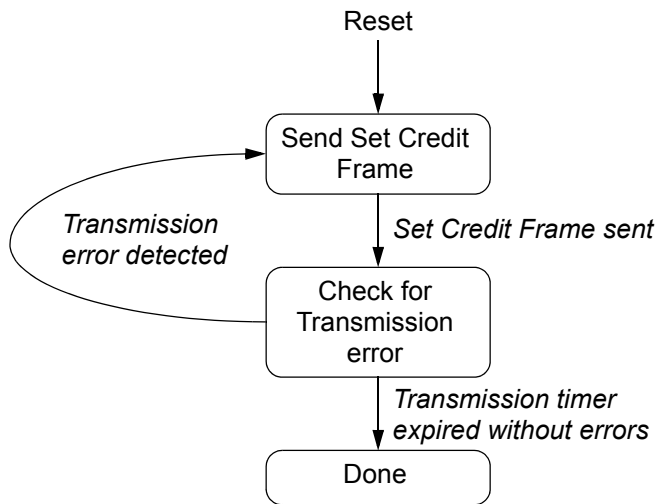 Reset
Send Set Credit
Frame
Transmission
error detected
Set Credit Frame sent
Check for
Transmission
error
Transmission timer
expired without errors
Done